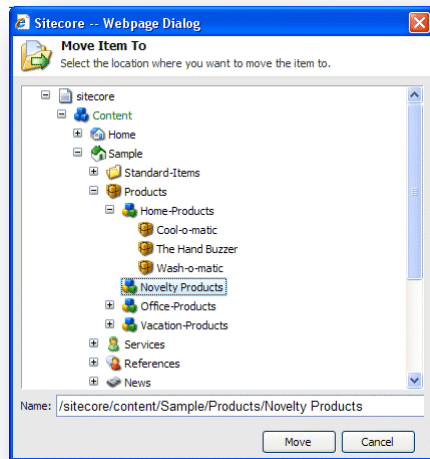 Sitecore -- Webpage Dialog
Move Item To
Select the location where you want to move the item to.
sitecore
Content
Home
Sample
Standard-Items
Products
Home-Products
Cool-o-matic
The Hand Buzzer
Wash-o-matic
Novelty Products
Office-Products
Vacation-Products
Services
References
News
Name: /sitecore/content/Sample/Products/Novelty Products
Move Cancel